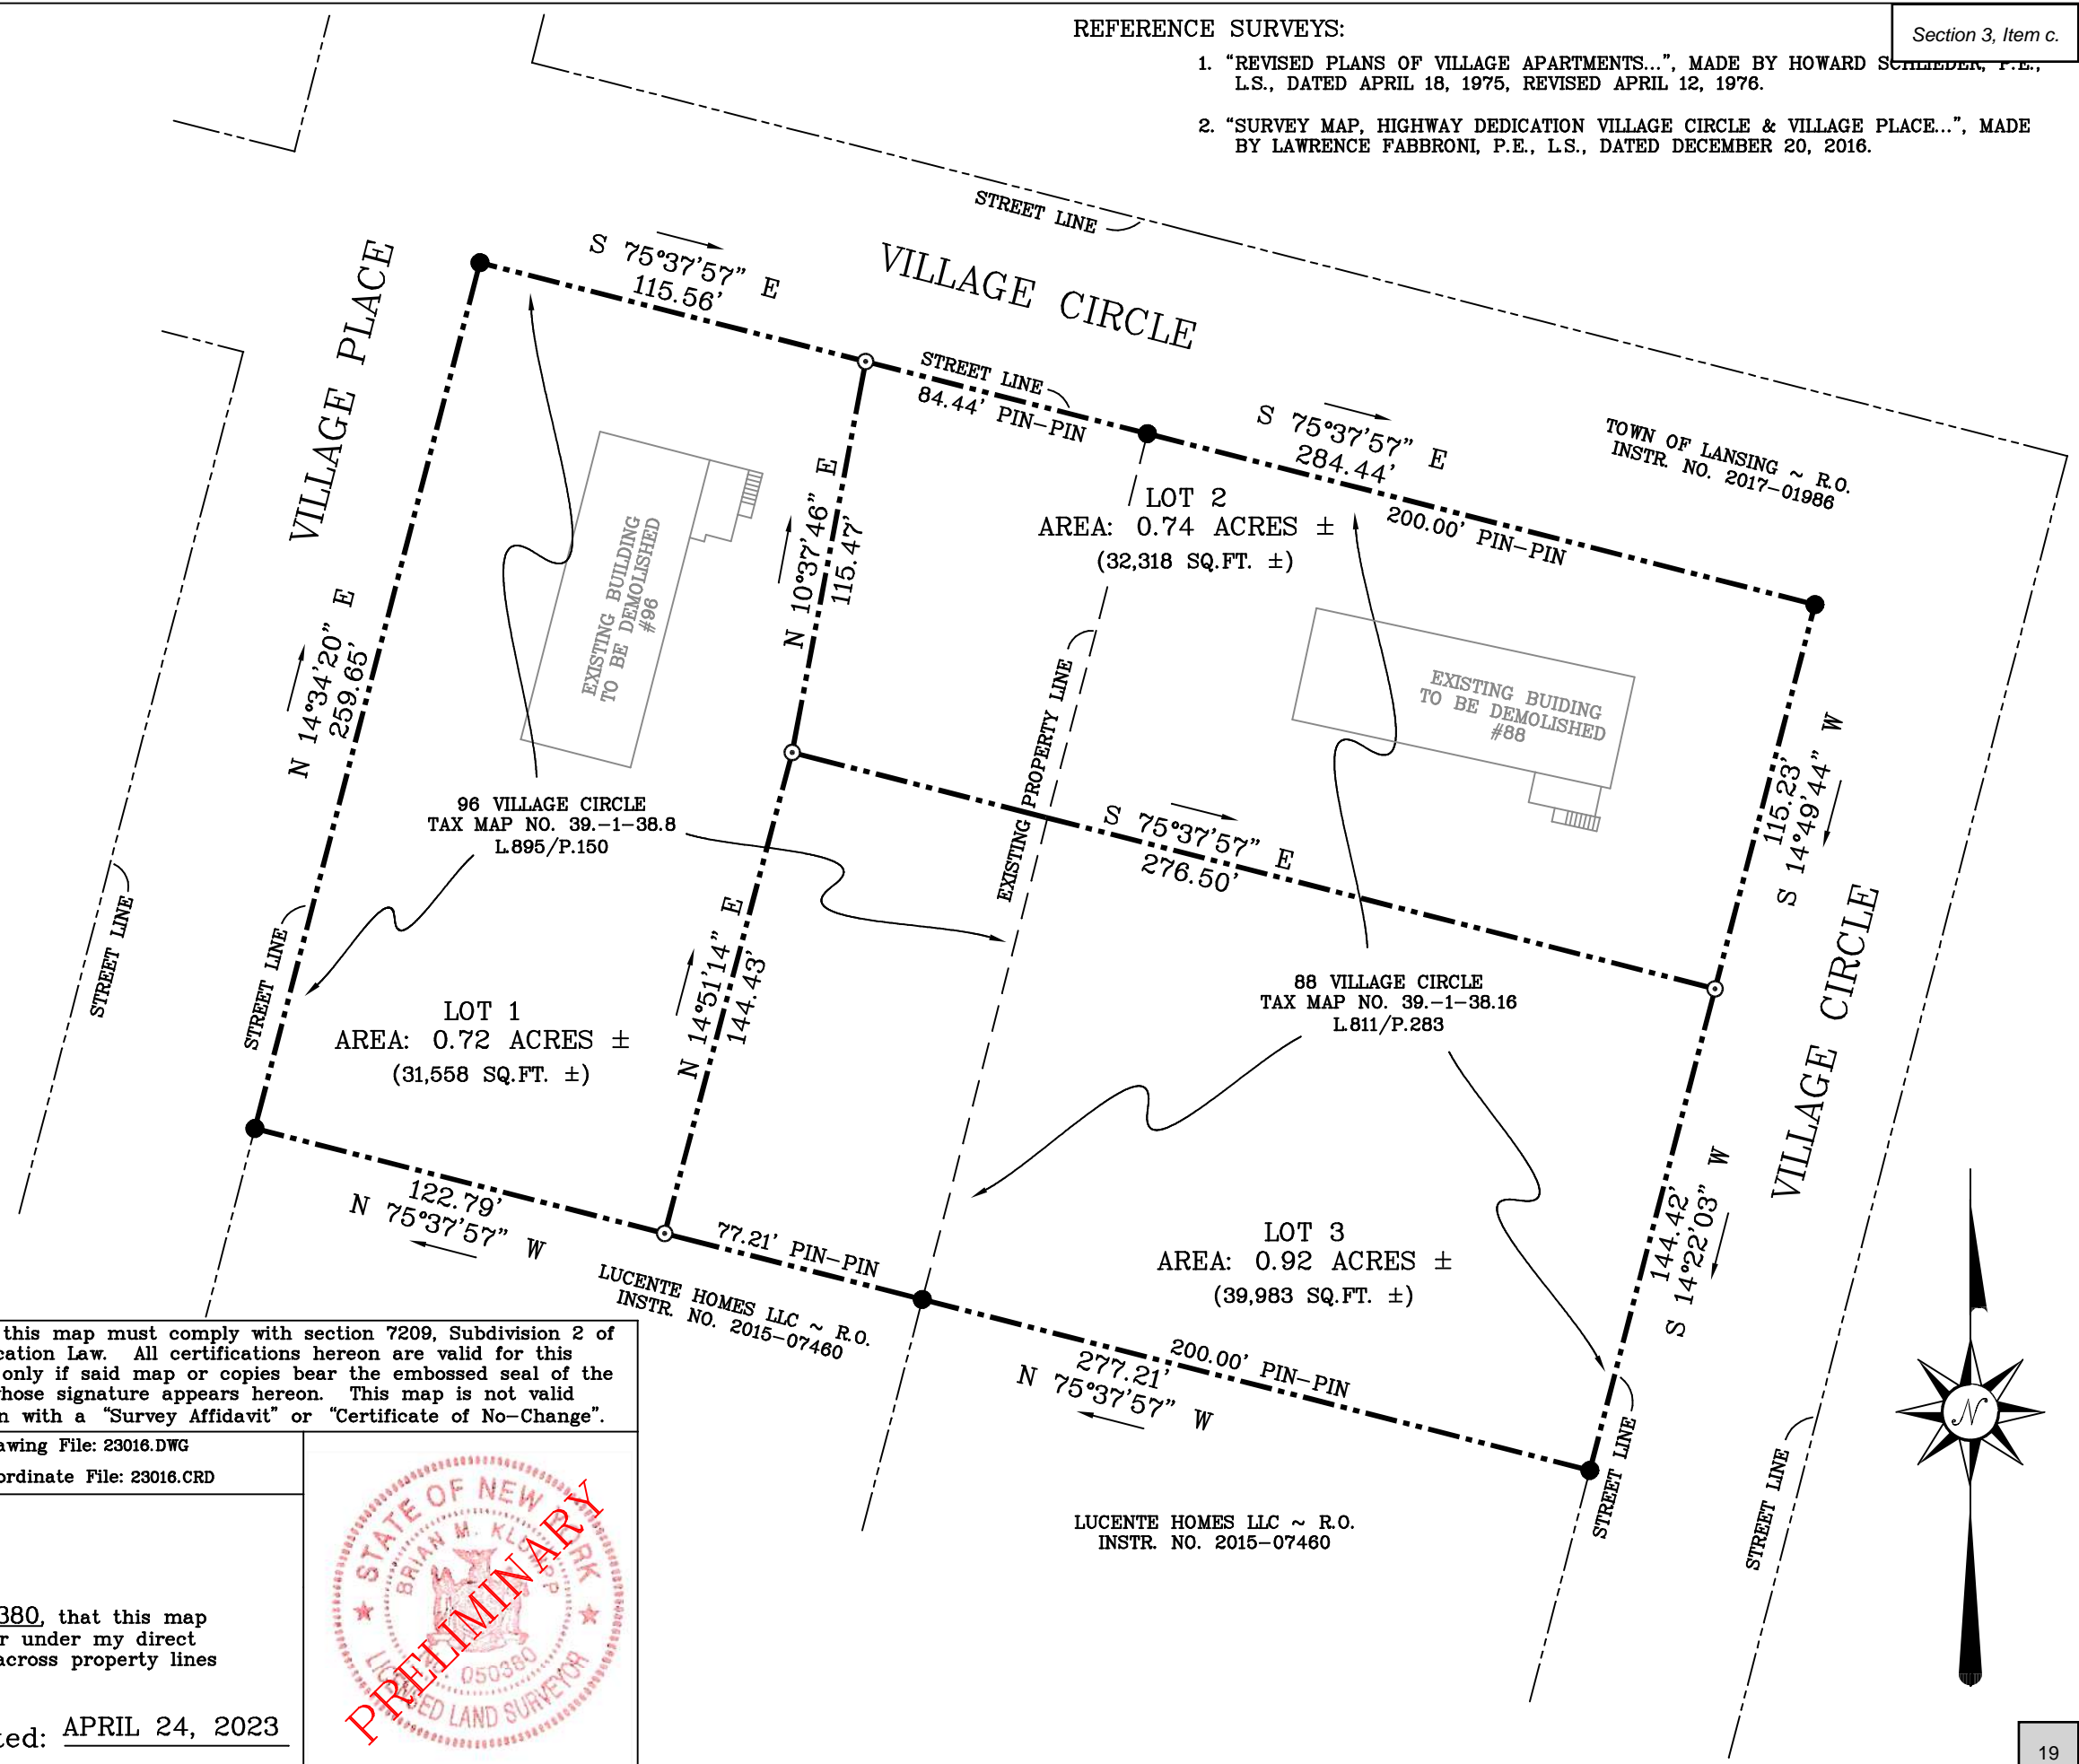 REFERENCE SURVEYS:
Section 3, Item c.
1. “REVISED PLANS OF VILLAGE APARTMENTS...”, MADE BY HOWARD SCHLIEDER, P.E.,
L.S., DATED APRIL 18, 1975, REVISED APRIL 12, 1976.
2. “SURVEY MAP, HIGHWAY DEDICATION VILLAGE CIRCLE & VILLAGE PLACE...”, MADE
BY LAWRENCE FABBRONI, P.E., L.S., DATED DECEMBER 20, 2016.
STREET LINE
VILLAGE CIRCLE
S 75°37'57” E
115.56'
VILLAGE PLACE
STREET LINE
84.44' PIN-PIN
S 75°37'57” E
284.44'
200.00' PIN-PIN
TOWN OF LANSING ~ R.O.
INSTR. NO. 2017-01986
LOT 2
AREA: 0.74 ACRES ±
(32,318 SQ.FT. ±)
N 10°37'46” E
115.47'
EXISTING BUILDING
TO BE DEMOLISHED
#96
N 14°34'20” E
259.65'
EXISTING PROPERTY LINE
EXISTING BUIDING
TO BE DEMOLISHED
#88
115.23'
S 14°49'44” W
96 VILLAGE CIRCLE
TAX MAP NO. 39.-1-38.8
L.895/P.150
S 75°37'57” E
276.50'
STREET LINE
STREET LINE
N 14°51'14” E
144.43'
VILLAGE CIRCLE
88 VILLAGE CIRCLE
TAX MAP NO. 39.-1-38.16
L.811/P.283
LOT 1
AREA: 0.72 ACRES ±
(31,558 SQ.FT. ±)
122.79'
N 75°37'57” W
77.21' PIN-PIN
LOT 3
AREA: 0.92 ACRES ±
(39,983 SQ.FT. ±)
144.42'
S 14°22'03” W
LUCENTE HOMES LLC ~ R.O.
INSTR. NO. 2015-07460
200.00' PIN-PIN
277.21'
N 75°37'57” W
STREET LINE
STREET LINE
N
LUCENTE HOMES LLC ~ R.O.
INSTR. NO. 2015-07460
this map must comply with section 7209, Subdivision 2 of
cation Law. All certifications hereon are valid for this
only if said map or copies bear the embossed seal of the
whose signature appears hereon. This map is not valid
n with a “Survey Affidavit” or “Certificate of No-Change”.
awing File: 23016.DWG
ordinate File: 23016.CRD
STATE OF NEW YORK
BRIAN M.
050380
LICENSED LAND SURVEYOR
PRELIMINARY
380, that this map
r under my direct
across property lines
ted: APRIL 24, 2023
19